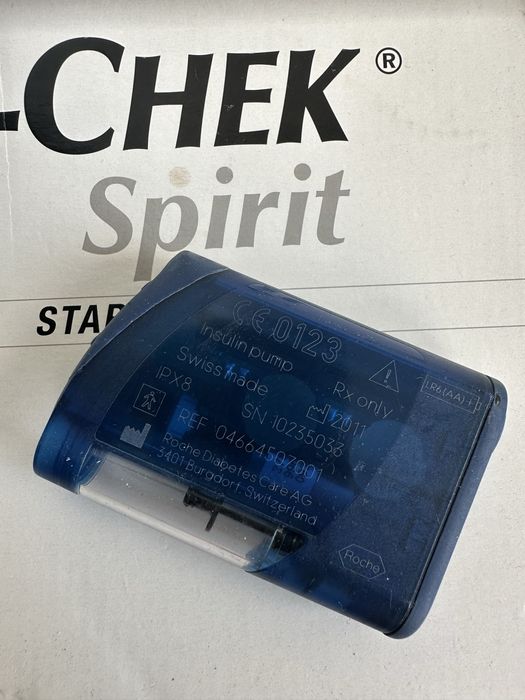 -CHEK®
Spirit
STAR
CE 0123
Insulin pump
Rx only
Swiss made
2011
LR6(AA)+
IPX8
SN 10235036
REF 04664507001
Roche Diabetes Care AG
3401 Burgdorf, Switzerland
Roche